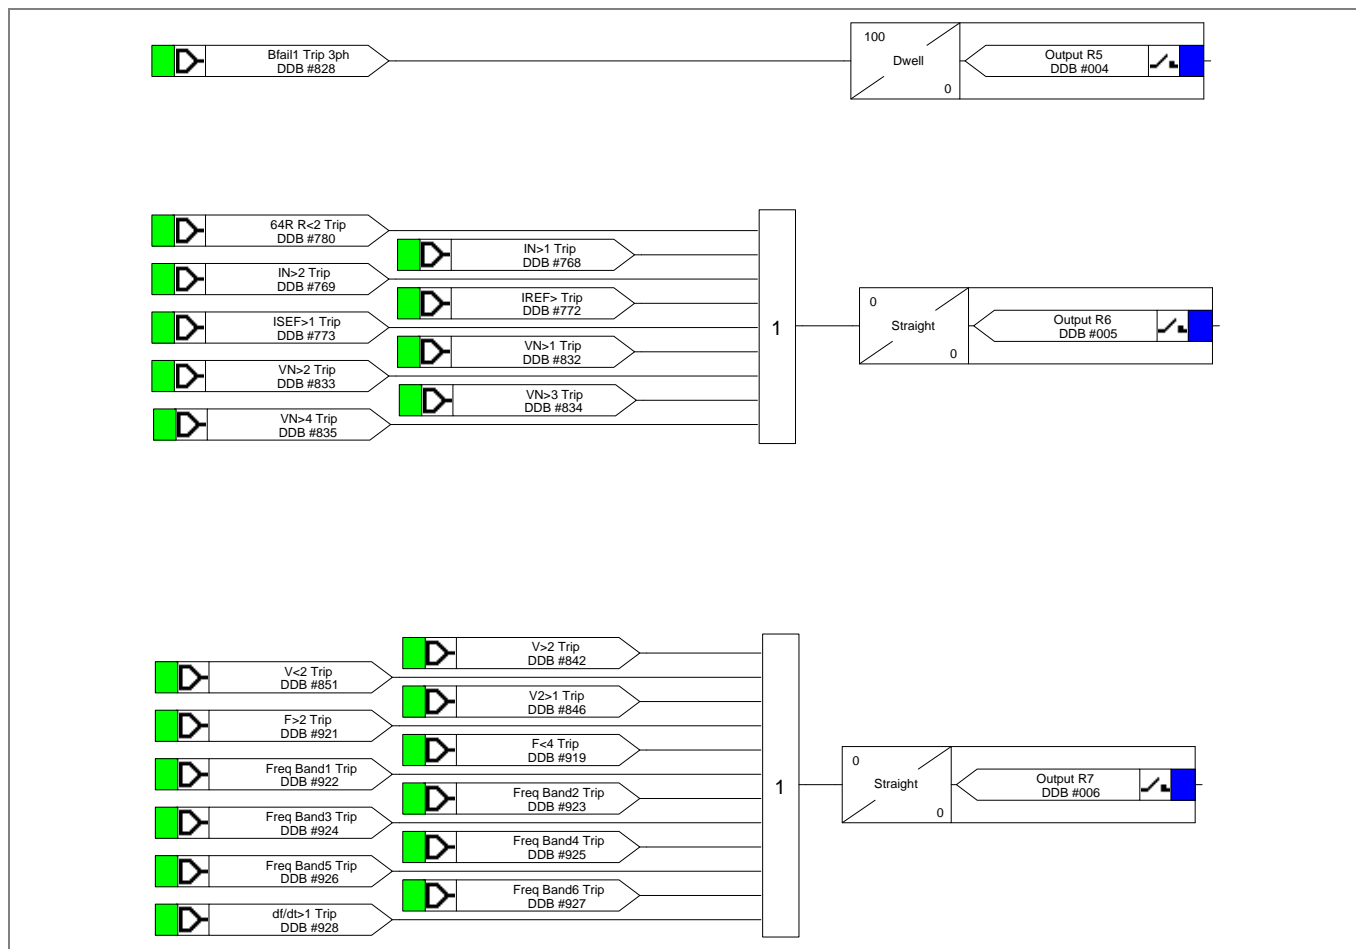 Bfail1 Trip 3ph
DDB #828
100
Dwell
0
Output R5
DDB #004
64R R<2 Trip
DDB #780
IN>1 Trip
DDB #768
IN>2 Trip
DDB #769
IREF> Trip
DDB #772
ISEF>1 Trip
DDB #773
VN>1 Trip
DDB #832
VN>2 Trip
DDB #833
VN>3 Trip
DDB #834
VN>4 Trip
DDB #835
1
0
Straight
0
Output R6
DDB #005
V>2 Trip
DDB #842
V<2 Trip
DDB #851
V2>1 Trip
DDB #846
F>2 Trip
DDB #921
F<4 Trip
DDB #919
Freq Band1 Trip
DDB #922
Freq Band2 Trip
DDB #923
Freq Band3 Trip
DDB #924
Freq Band4 Trip
DDB #925
Freq Band5 Trip
DDB #926
Freq Band6 Trip
DDB #927
df/dt>1 Trip
DDB #928
1
0
Straight
0
Output R7
DDB #006